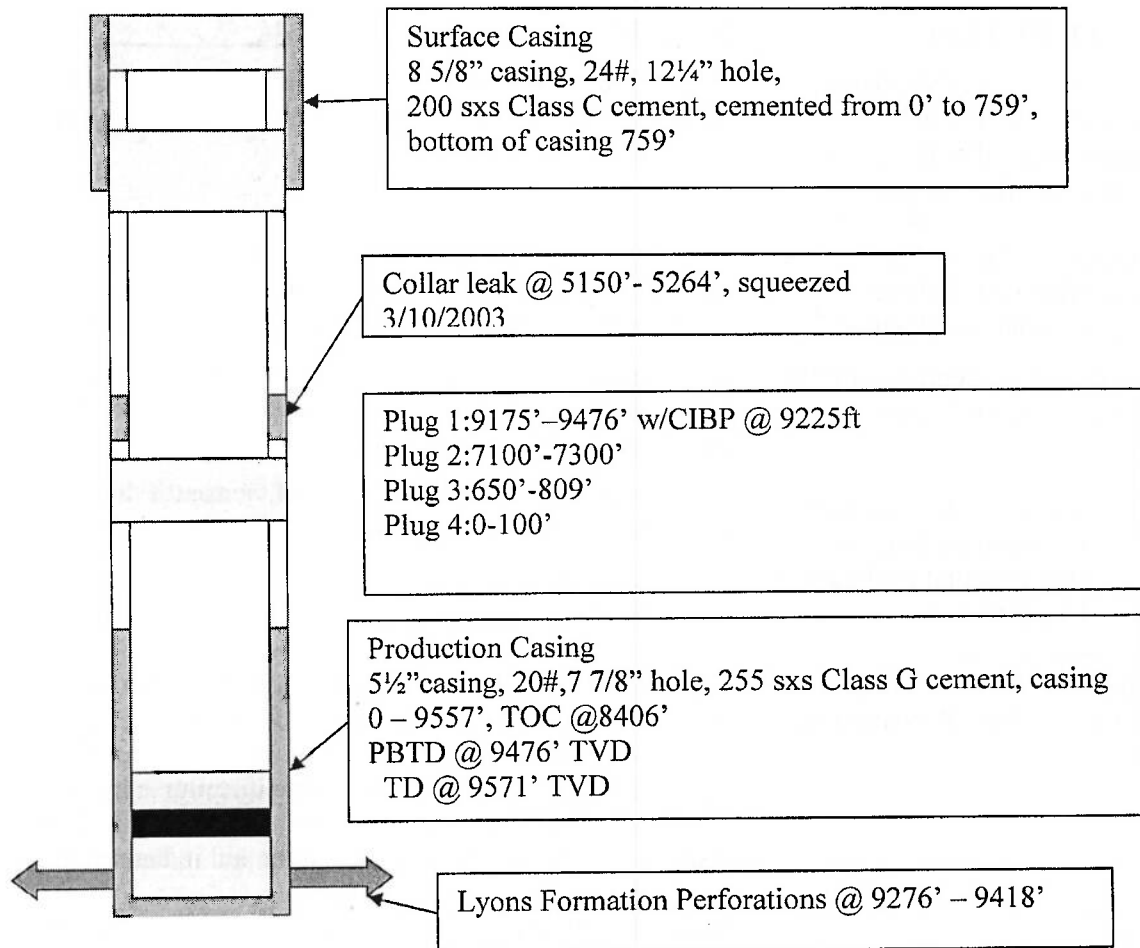 Surface Casing
8 5/8” casing, 24#, 12¼” hole,
200 sxs Class C cement, cemented from 0’ to 759’,
bottom of casing 759’
Collar leak @ 5150’- 5264’, squeezed
3/10/2003
Plug 1:9175’–9476’ w/CIBP @ 9225ft
Plug 2:7100’-7300’
Plug 3:650’-809’
Plug 4:0-100’
Production Casing
5½”casing, 20#,7 7/8” hole, 255 sxs Class G cement, casing
0 – 9557’, TOC @8406’
PBTD @ 9476’ TVD
TD @ 9571’ TVD
Lyons Formation Perforations @ 9276’ – 9418’